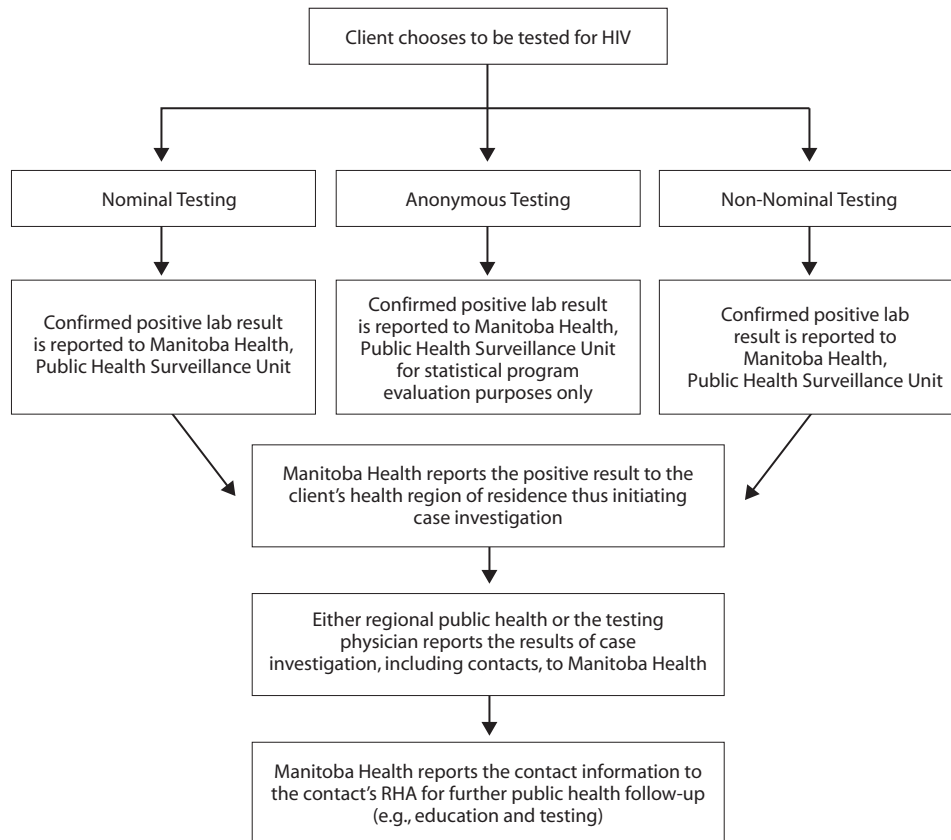 Client chooses to be tested for HIV
Nominal Testing
Anonymous Testing
Non-Nominal Testing
Confirmed positive lab result
is reported to Manitoba Health,
Public Health Surveillance Unit
Confirmed positive lab result
is reported to Manitoba Health,
Public Health Surveillance Unit
for statistical program
evaluation purposes only
Confirmed positive lab
result is reported to
Manitoba Health,
Public Health Surveillance Unit
Manitoba Health reports the positive result to the
client's health region of residence thus initiating
case investigation
Either regional public health or the testing
physician reports the results of case
investigation, including contacts, to Manitoba Health
Manitoba Health reports the contact information to
the contact's RHA for further public health follow-up
(e.g., education and testing)